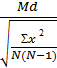 Md
√(Σx²
N(N−1))